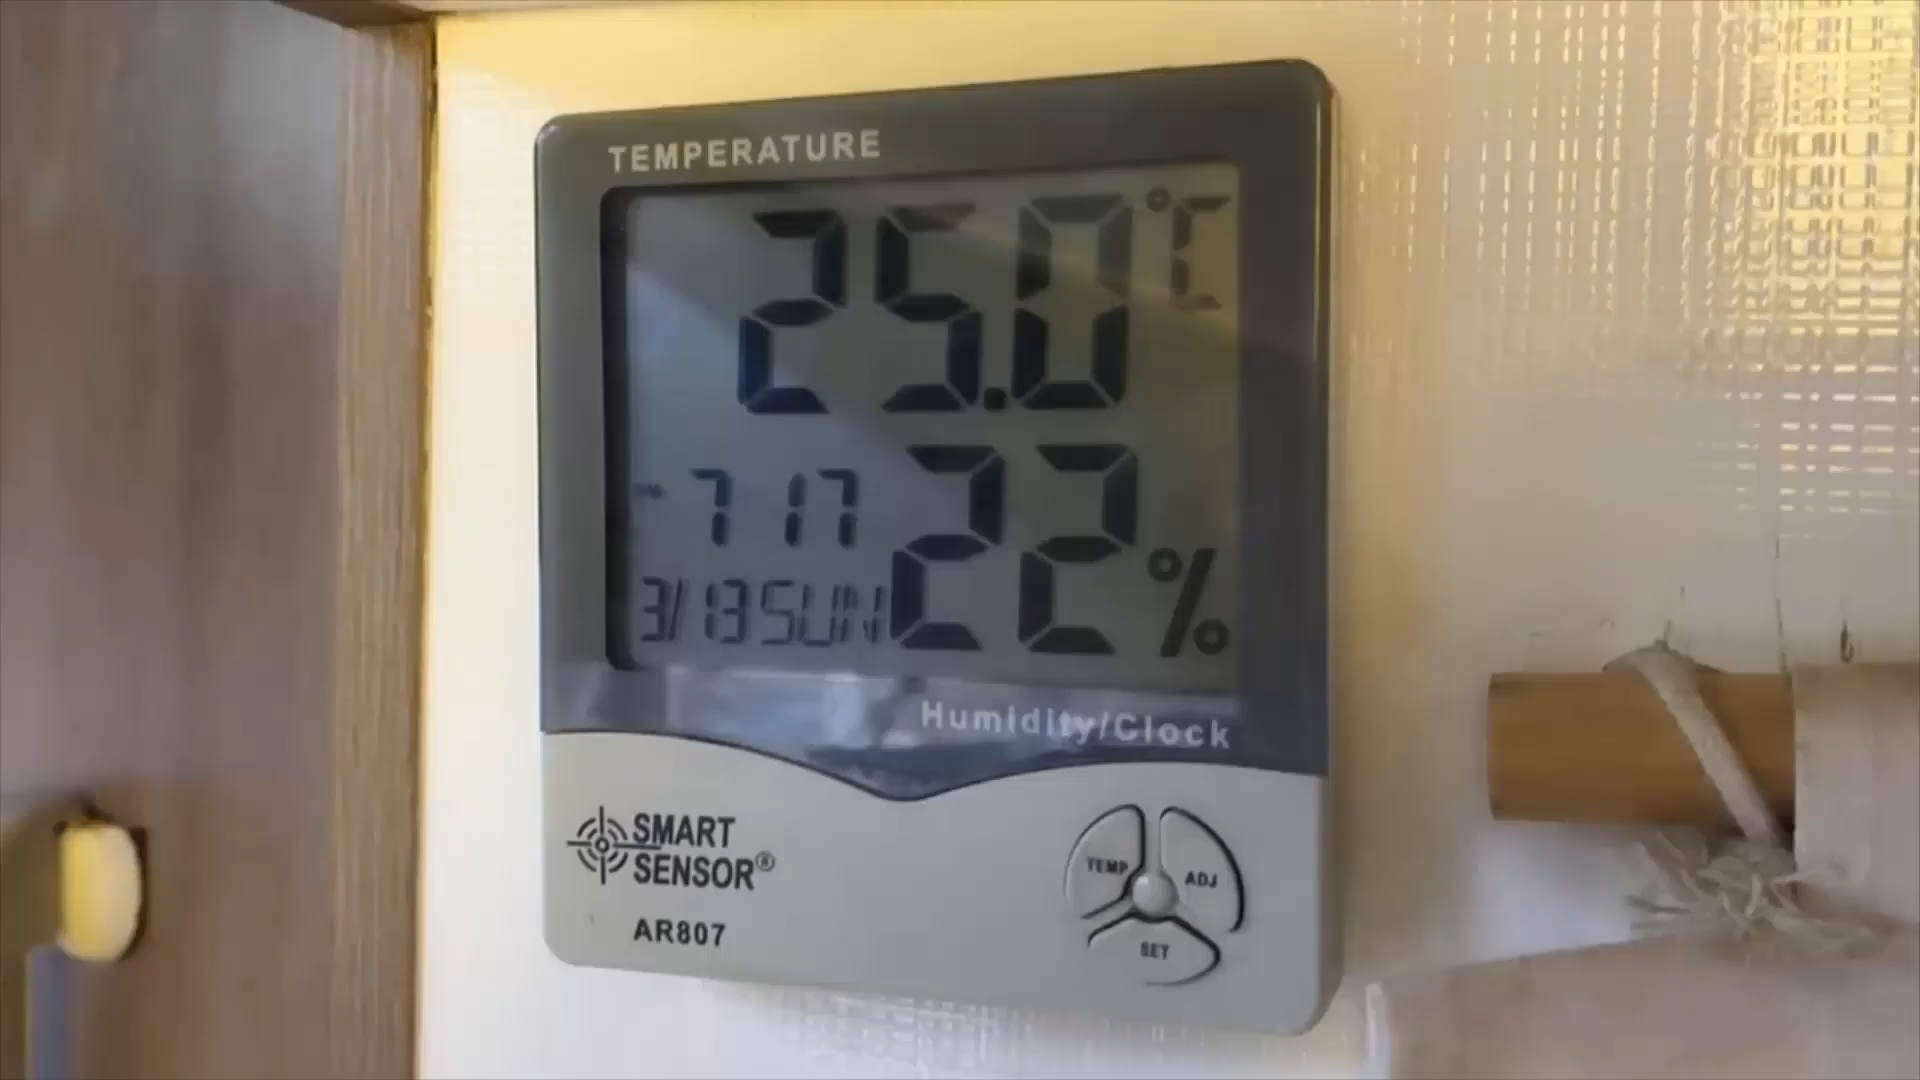 TEMPERATURE
25.0 °C
7 17
22 %
3/13 SUN
Humidity/Clock
SMART
SENSOR®
AR807
TEMP
ADJ
SET